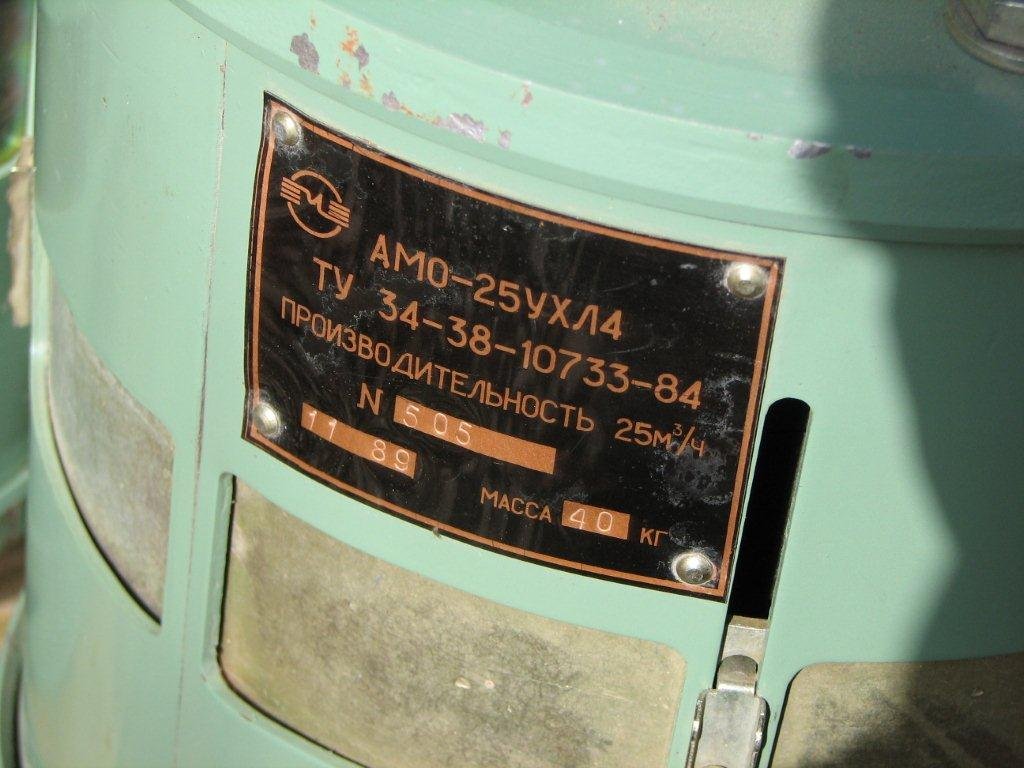 АМО-25УХЛ4
ТУ 34-38-10733-84
ПРОИЗВОДИТЕЛЬНОСТЬ 25м³/ч
N 505
11 89
МАССА 40 КГ